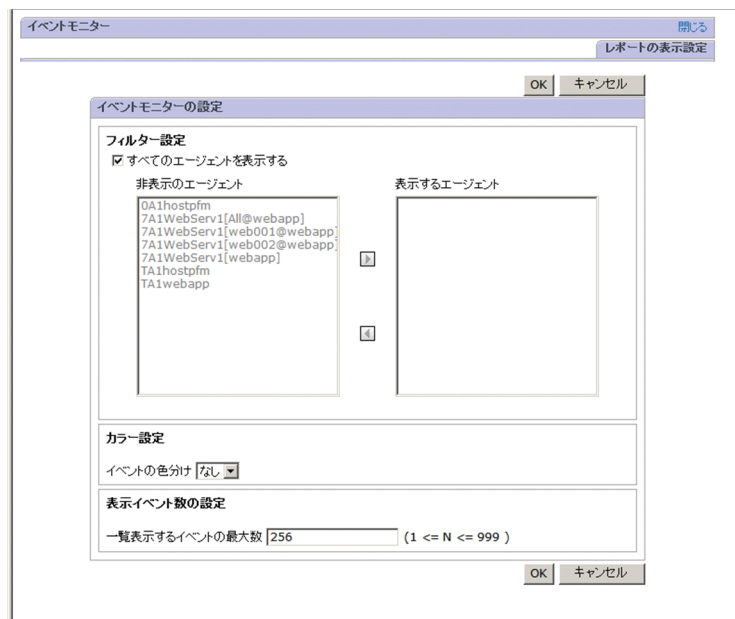 イベントモニター 閉じる
レポートの表示設定
OK キャンセル
イベントモニターの設定
フィルター設定
すべてのエージェントを表示する
非表示のエージェント 表示するエージェント
0A1hostpfm
7A1WebServ1[All@webapp]
7A1WebServ1[web001@webapp]
7A1WebServ1[web002@webapp]
7A1WebServ1[webapp]
TA1hostpfm
TA1webapp
カラー設定
イベントの色分け なし
表示イベント数の設定
一覧表示するイベントの最大数 256 (1 <= N <= 999 )
OK キャンセル